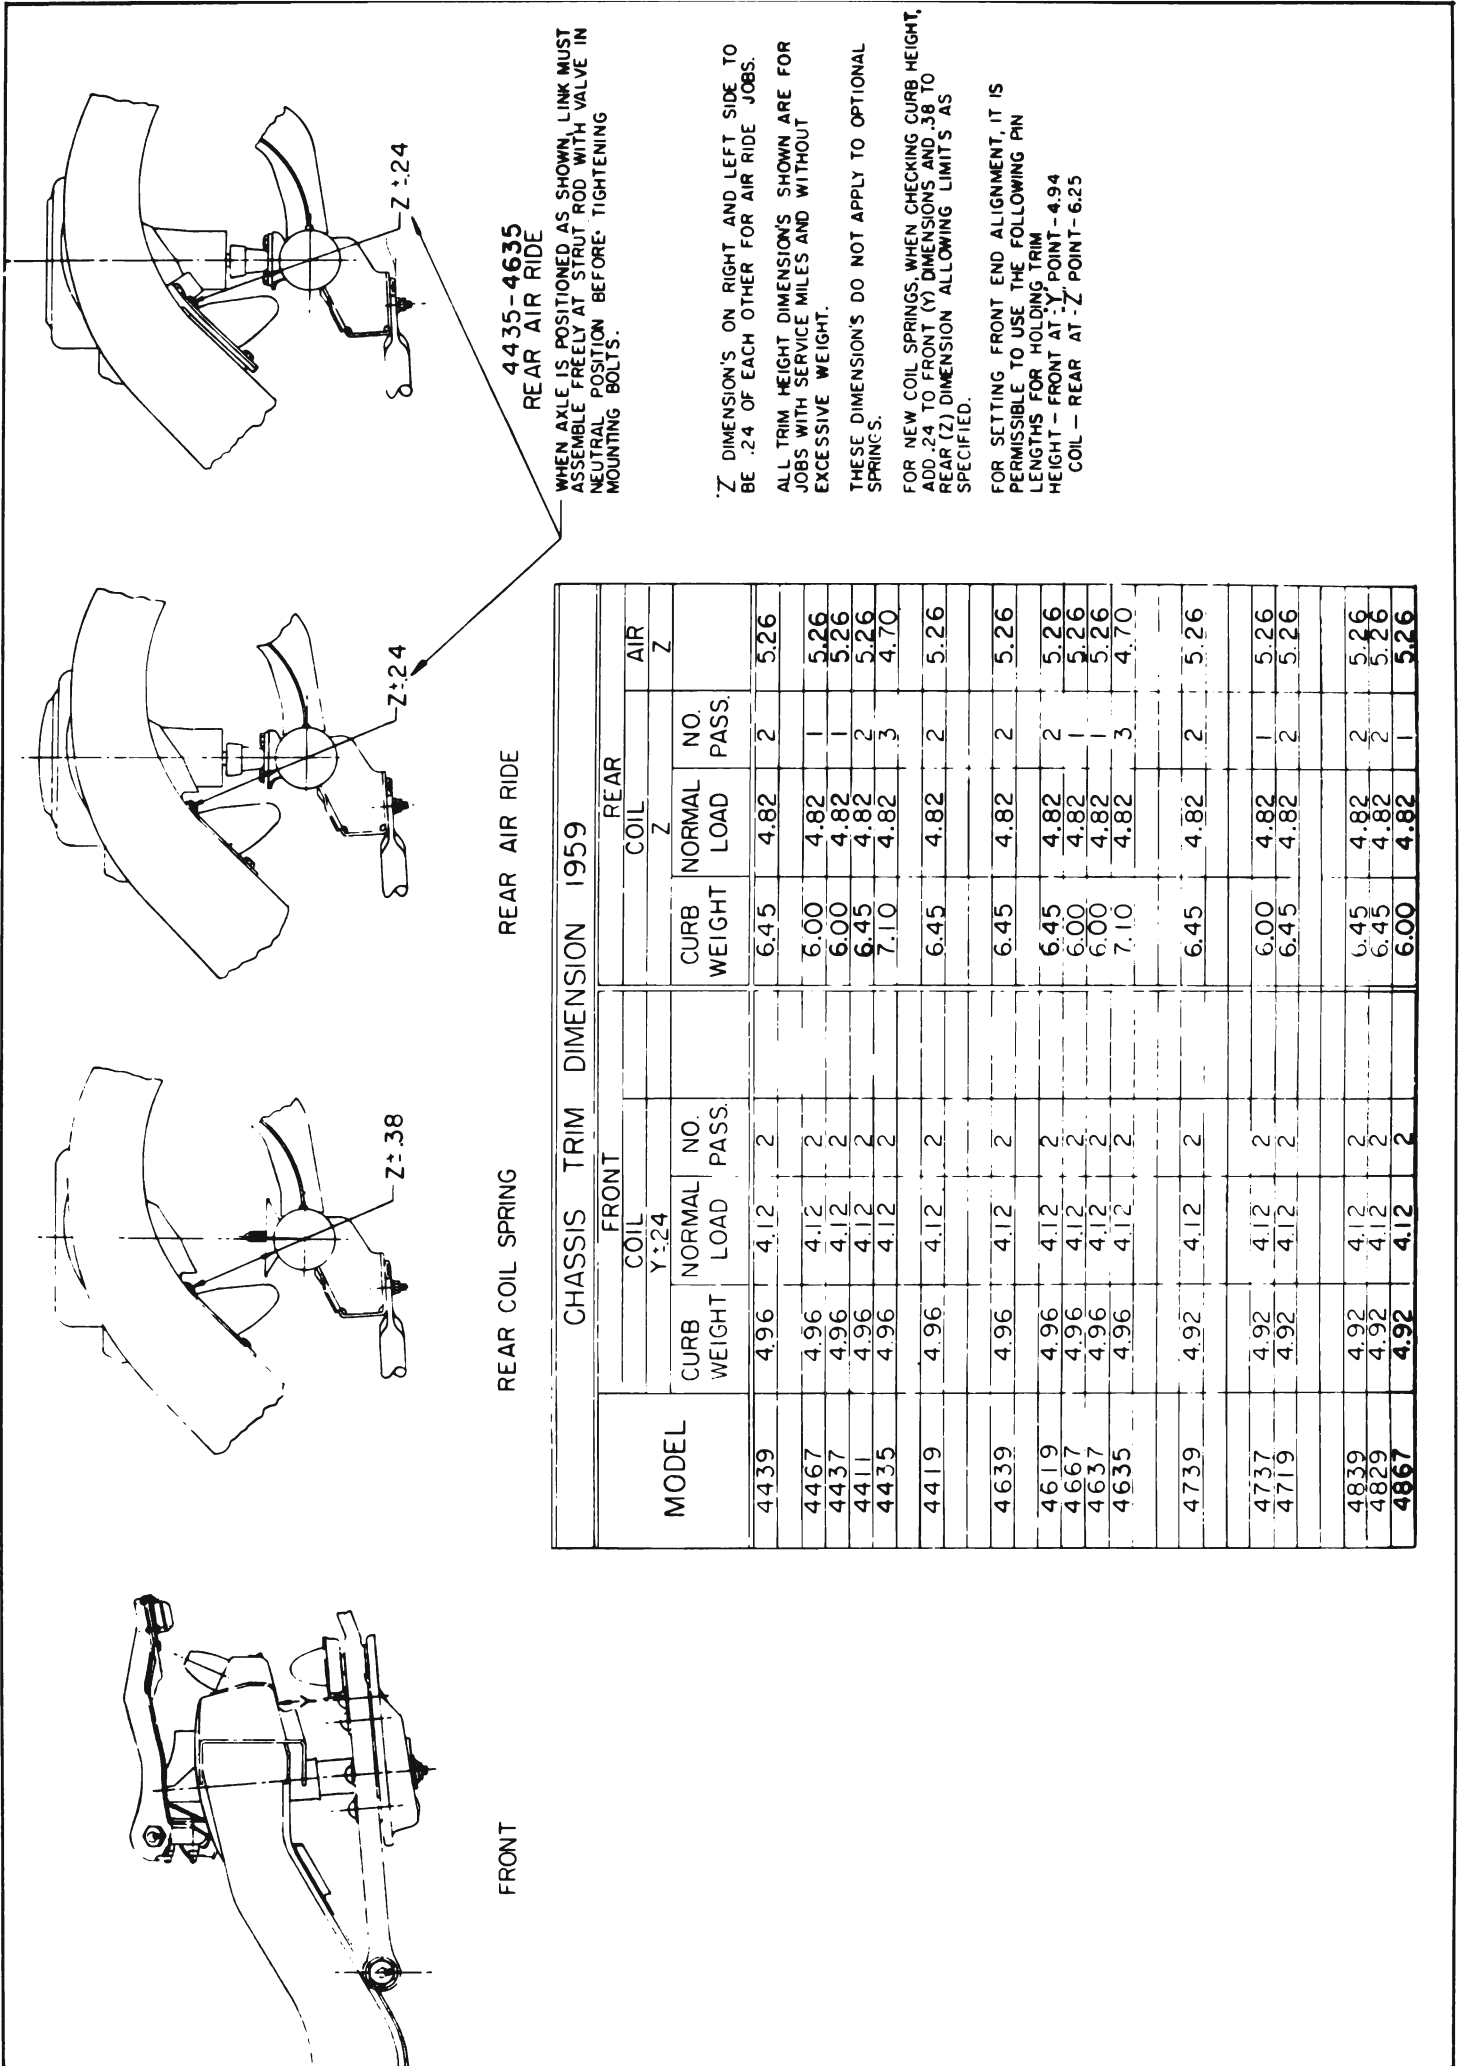 FRONT
REAR COIL SPRING
REAR AIR RIDE
4435-4635
REAR AIR RIDE
Y
Z±.38
Z±.24
Z±.24
WHEN AXLE IS POSITIONED AS SHOWN, LINK MUST
ASSEMBLE FREELY AT STRUT ROD WITH VALVE IN
NEUTRAL POSITION BEFORE TIGHTENING
MOUNTING BOLTS.
CHASSIS TRIM DIMENSION 1959
MODEL FRONT REAR
COIL Y±.24 COIL Z AIR Z
CURB WEIGHT NORMAL LOAD NO. PASS. CURB WEIGHT NORMAL LOAD NO. PASS.
4439 4.96 4.12 2 6.45 4.82 2 5.26
4467 4.96 4.12 2 6.00 4.82 1 5.26
4437 4.96 4.12 2 6.00 4.82 1 5.26
4411 4.96 4.12 2 6.45 4.82 2 5.26
4435 4.96 4.12 2 7.10 4.82 3 4.70
4419 4.96 4.12 2 6.45 4.82 2 5.26
4639 4.96 4.12 2 6.45 4.82 2 5.26
4619 4.96 4.12 2 6.45 4.82 2 5.26
4667 4.96 4.12 2 6.00 4.82 1 5.26
4637 4.96 4.12 2 6.00 4.82 1 5.26
4635 4.96 4.12 2 7.10 4.82 3 4.70
4739 4.92 4.12 2 6.45 4.82 2 5.26
4737 4.92 4.12 2 6.00 4.82 1 5.26
4719 4.92 4.12 2 6.45 4.82 2 5.26
4839 4.92 4.12 2 6.45 4.82 2 5.26
4829 4.92 4.12 2 6.45 4.82 2 5.26
4867 4.92 4.12 2 6.00 4.82 1 5.26
"Z" DIMENSION'S ON RIGHT AND LEFT SIDE TO
BE .24 OF EACH OTHER FOR AIR RIDE JOBS.
ALL TRIM HEIGHT DIMENSION'S SHOWN ARE FOR
JOBS WITH SERVICE MILES AND WITHOUT
EXCESSIVE WEIGHT.
THESE DIMENSION'S DO NOT APPLY TO OPTIONAL
SPRINGS.
FOR NEW COIL SPRINGS, WHEN CHECKING CURB HEIGHT,
ADD .24 TO FRONT (Y) DIMENSIONS AND .38 TO
REAR (Z) DIMENSION ALLOWING LIMITS AS
SPECIFIED.
FOR SETTING FRONT END ALIGNMENT, IT IS
PERMISSIBLE TO USE THE FOLLOWING PIN
LENGTHS FOR HOLDING TRIM
HEIGHT - FRONT AT - "Y" POINT - 4.94
COIL - REAR AT - "Z" POINT - 6.25